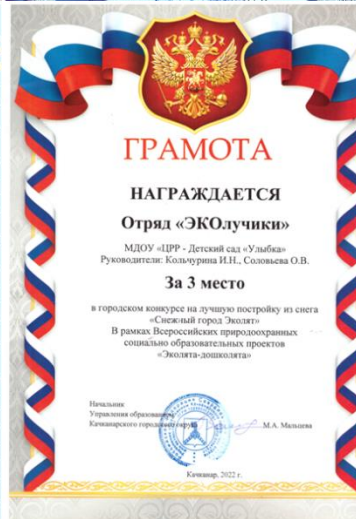 ГРАМОТА
НАГРАЖДАЕТСЯ
Отряд «ЭКОлучики»
МДОУ «ЦРР - Детский сад «Улыбка»
Руководители: Кольчурина И.Н., Соловьева О.В.
За 3 место
в городском конкурсе на лучшую постройку из снега
«Снежный город Эколят»
В рамках Всероссийских природоохранных
социально образовательных проектов
«Эколята-дошколята»
Начальник
Управления образованием
Качканарского городского округа М.А. Мальцева
Качканар, 2022 г.